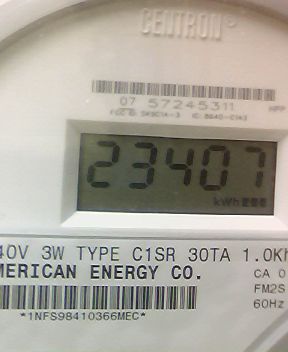 CENTRON
07 57245311
23407
kWh
40V 3W TYPE C1SR 30TA 1.0Kh
MERICAN ENERGY CO.
CA 0
FM2S
60Hz
*1NFS98410366MEC*